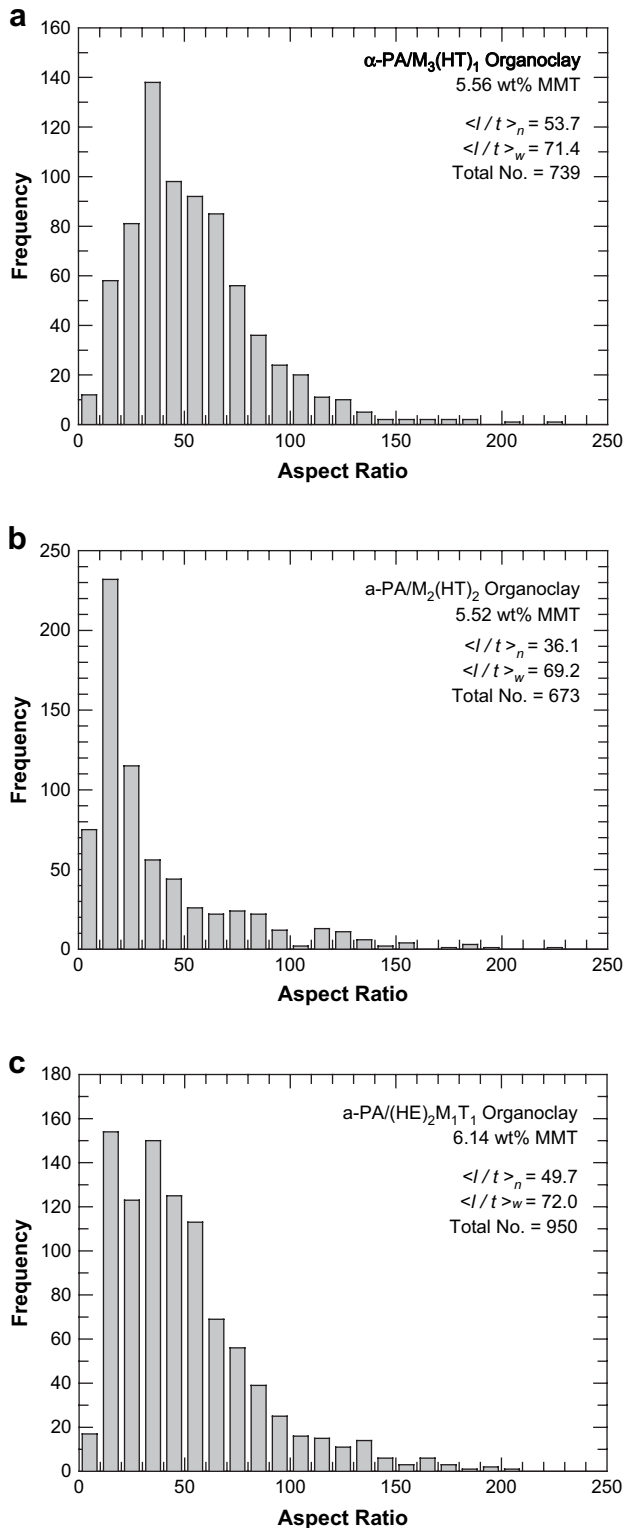 a
160
α-PA/M₃(HT)₁ Organoclay
140
5.56 wt% MMT
120
<l / t >ₙ = 53.7
<l / t >w = 71.4
100
Total No. = 739
80
60
40
20
0
Frequency
0 50 100 150 200 250
Aspect Ratio
b
250
a-PA/M₂(HT)₂ Organoclay
5.52 wt% MMT
200
<l / t >ₙ = 36.1
<l / t >w = 69.2
Total No. = 673
150
100
50
0
Frequency
0 50 100 150 200 250
Aspect Ratio
c
180
a-PA/(HE)₂M₁T₁ Organoclay
160
6.14 wt% MMT
140
<l / t >ₙ = 49.7
<l / t >w = 72.0
120
Total No. = 950
100
80
60
40
20
0
Frequency
0 50 100 150 200 250
Aspect Ratio